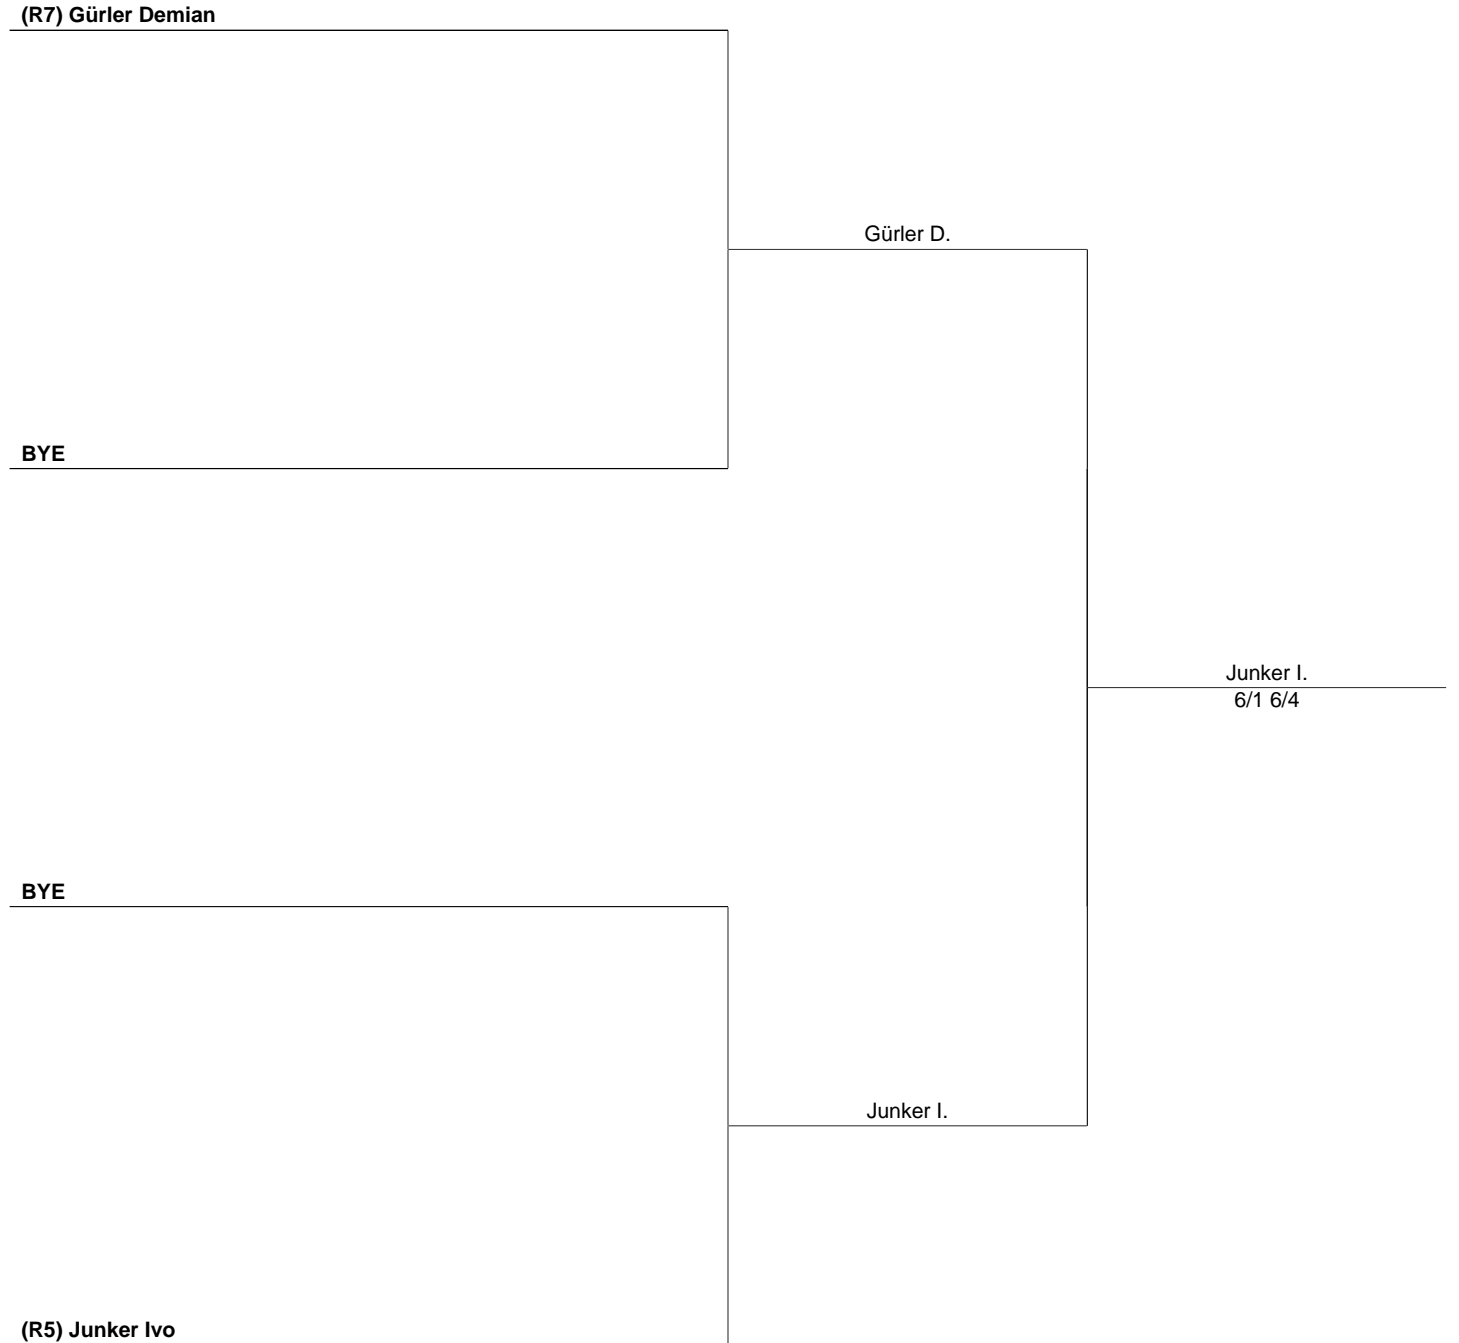 (R7) Gürler Demian
Gürler D.
BYE
Junker I.
6/1 6/4
BYE
Junker I.
(R5) Junker Ivo